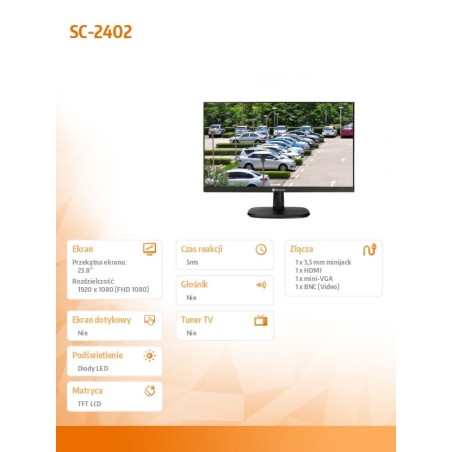 SC-2402
Ekran
Przekątna ekranu:
23.8"
Rozdzielczość:
1920 x 1080 (FHD 1080)
Ekran dotykowy
Nie
Podświetlenie
Diody LED
Matryca
TFT LCD
Czas reakcji
5ms
Głośnik
Nie
Tuner TV
Nie
Złącza
1 x 3,5 mm minijack
1 x HDMI
1 x mini-VGA
1 x BNC (Video)